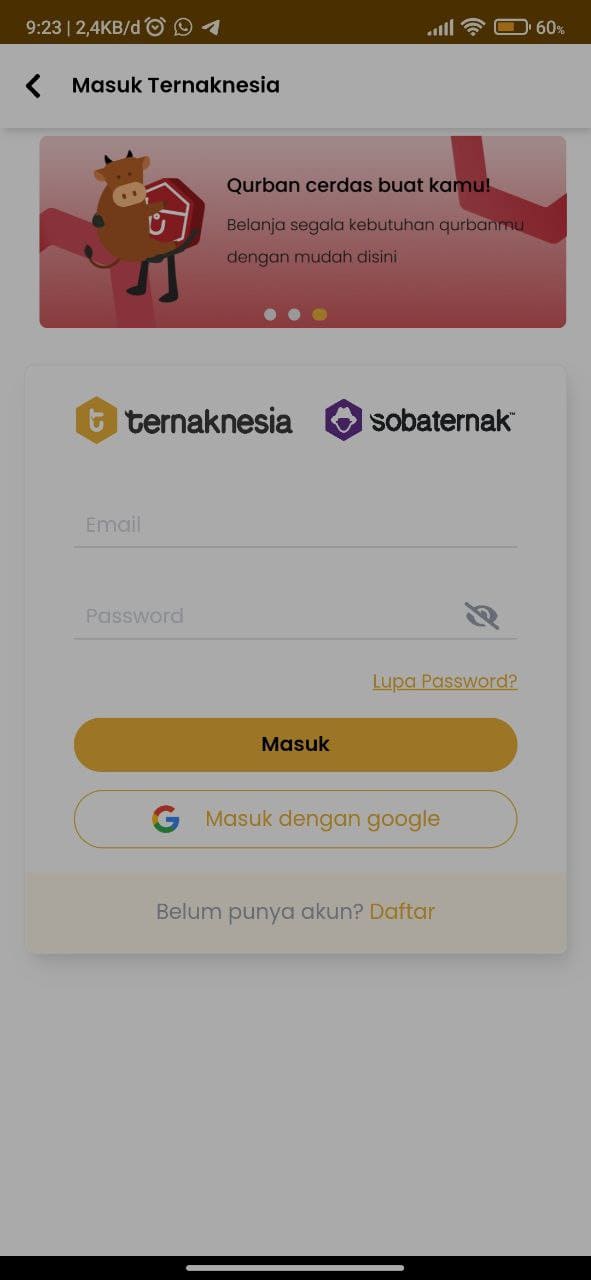 9:23 | 2,4KB/d
60%
Masuk Ternaknesia
Qurban cerdas buat kamu!
Belanja segala kebutuhan qurbanmu
dengan mudah disini
ternaknesia sobaternak™
Email
Password
Lupa Password?
Masuk
Masuk dengan google
Belum punya akun? Daftar